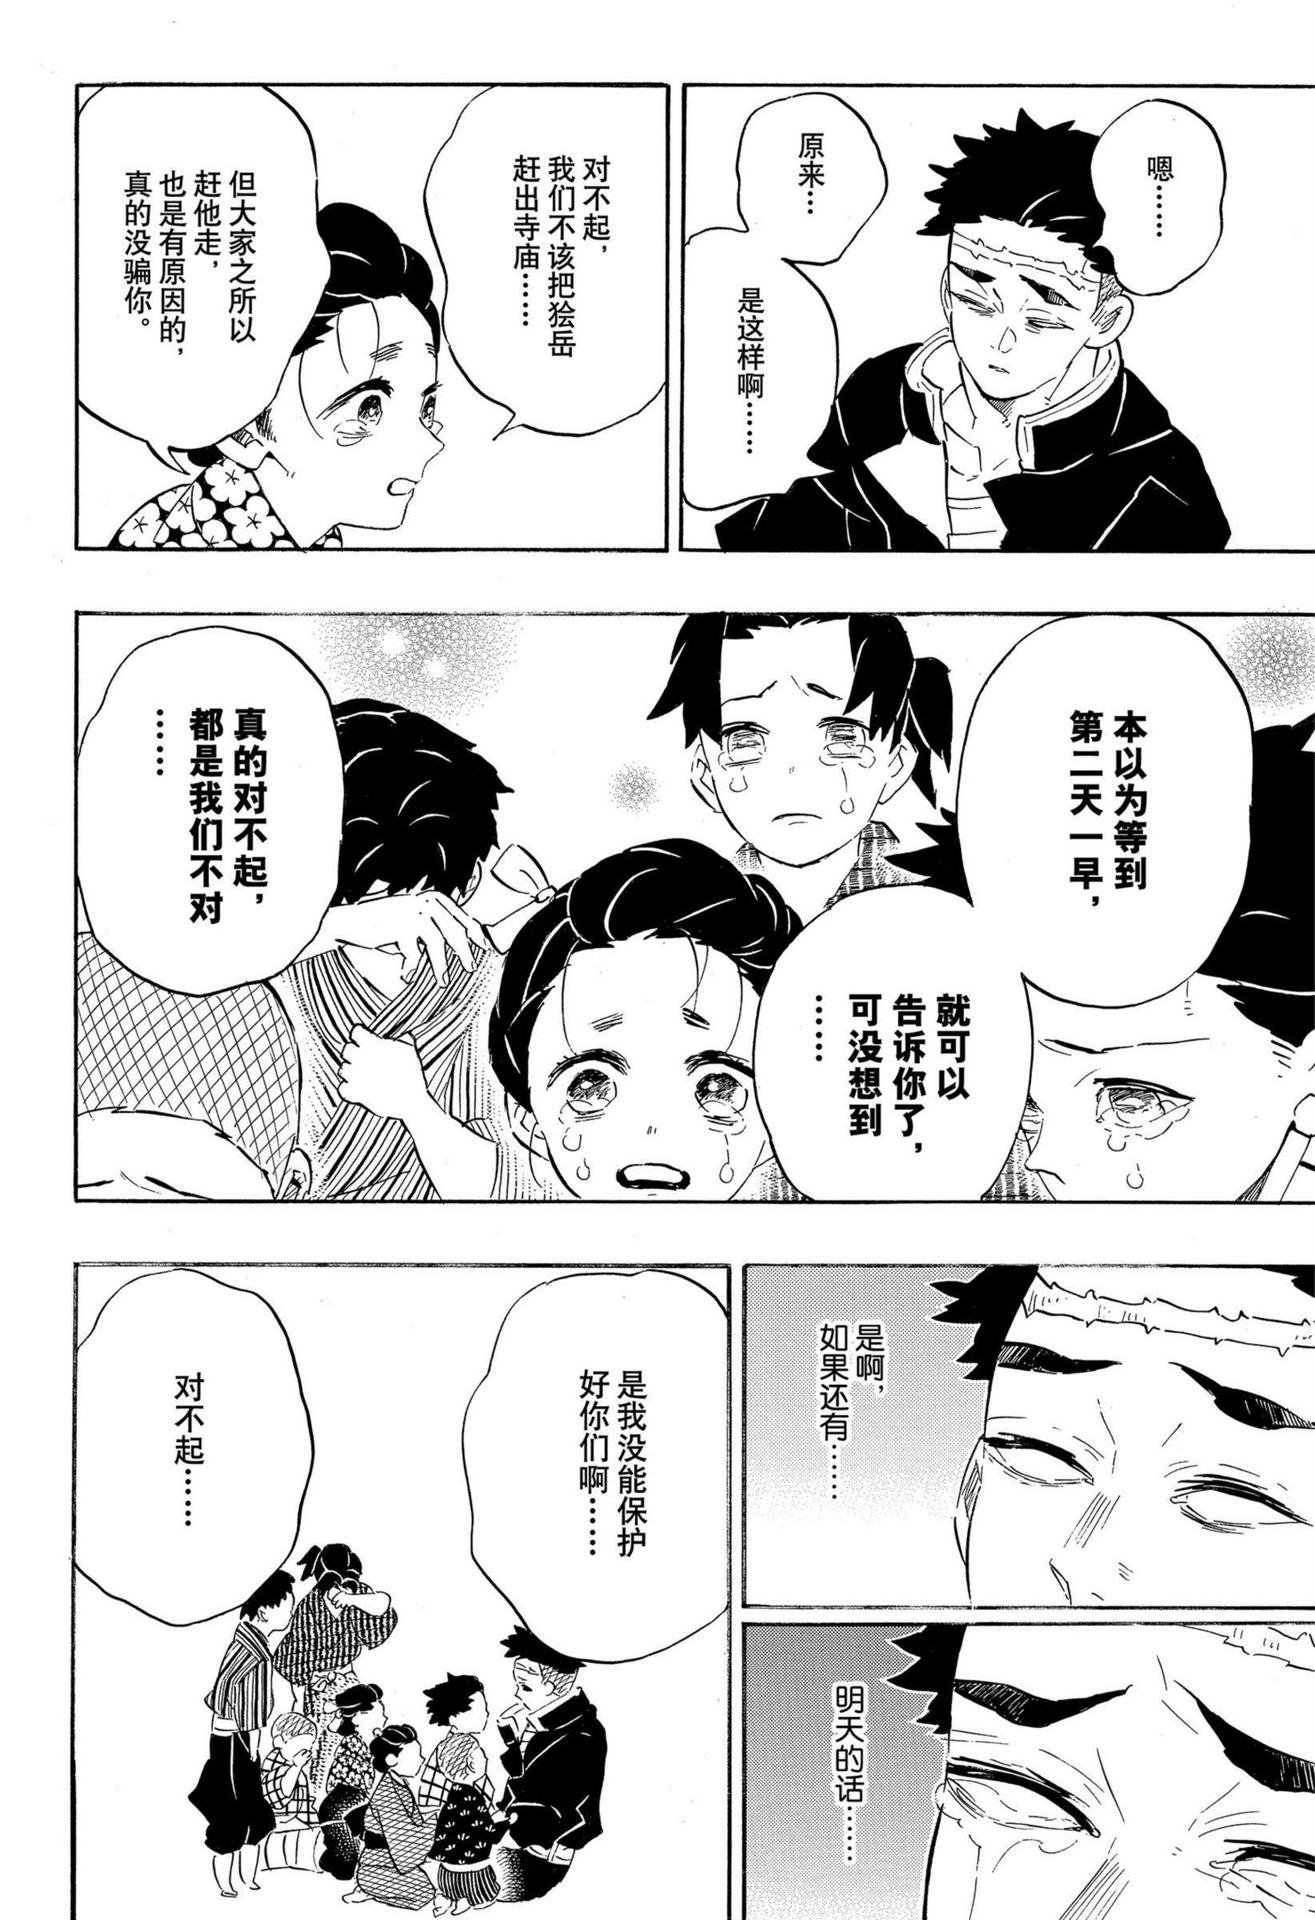 嗯……
原来…
是这样啊………
对不起，
我们不该把狯岳
赶出寺庙……
但大家之所以
赶他走，
也是有原因的，
真的没骗你。
本以为等到
第二天一早，
就可以
告诉你了，
可没想到
……
真的对不起，
都是我们不对
……
是啊，
如果还有……
明天的话……
是我没能保护
好你们啊……
对不起……